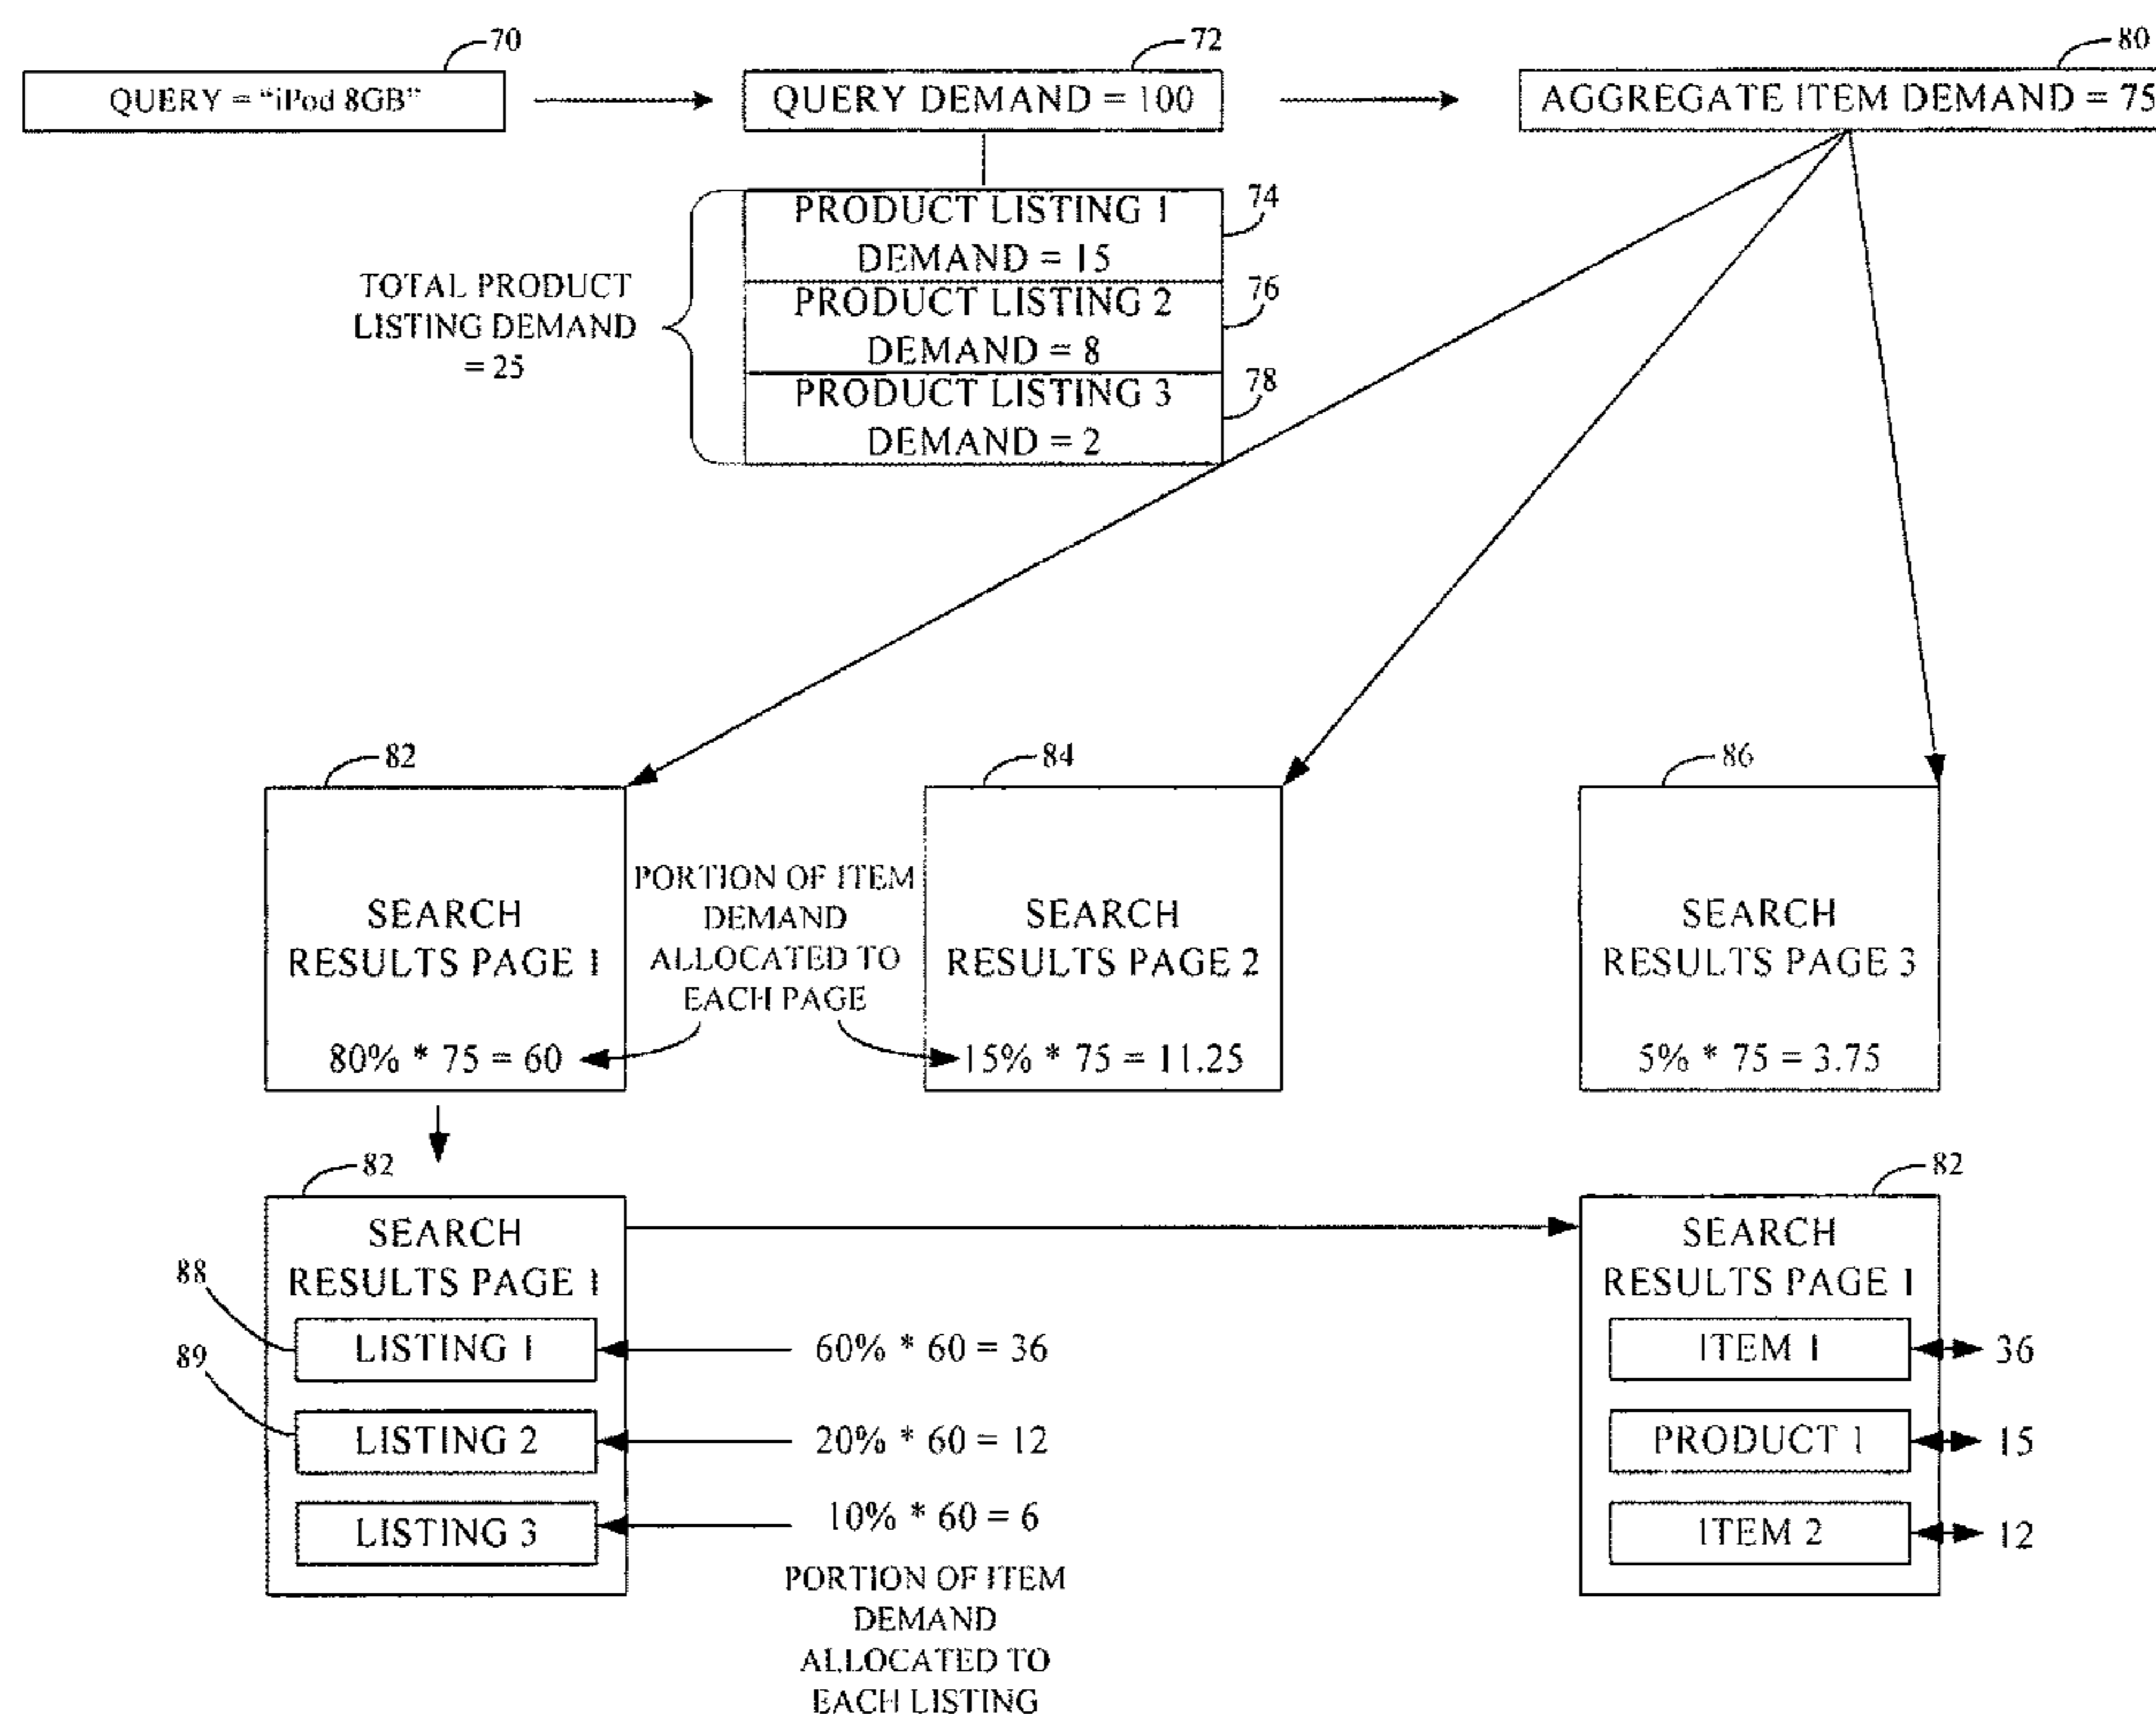 70
72
80
QUERY = “iPod 8GB”
QUERY DEMAND = 100
AGGREGATE ITEM DEMAND = 75
TOTAL PRODUCT
LISTING DEMAND
= 25
PRODUCT LISTING 1
DEMAND = 15
74
PRODUCT LISTING 2
DEMAND = 8
76
PRODUCT LISTING 3
DEMAND = 2
78
82
SEARCH
RESULTS PAGE 1
80% * 75 = 60
PORTION OF ITEM
DEMAND
ALLOCATED TO
EACH PAGE
84
SEARCH
RESULTS PAGE 2
15% * 75 = 11.25
86
SEARCH
RESULTS PAGE 3
5% * 75 = 3.75
82
SEARCH
RESULTS PAGE 1
88
LISTING 1
60% * 60 = 36
89
LISTING 2
20% * 60 = 12
LISTING 3
10% * 60 = 6
PORTION OF ITEM
DEMAND
ALLOCATED TO
EACH LISTING
82
SEARCH
RESULTS PAGE 1
ITEM 1
36
PRODUCT 1
15
ITEM 2
12